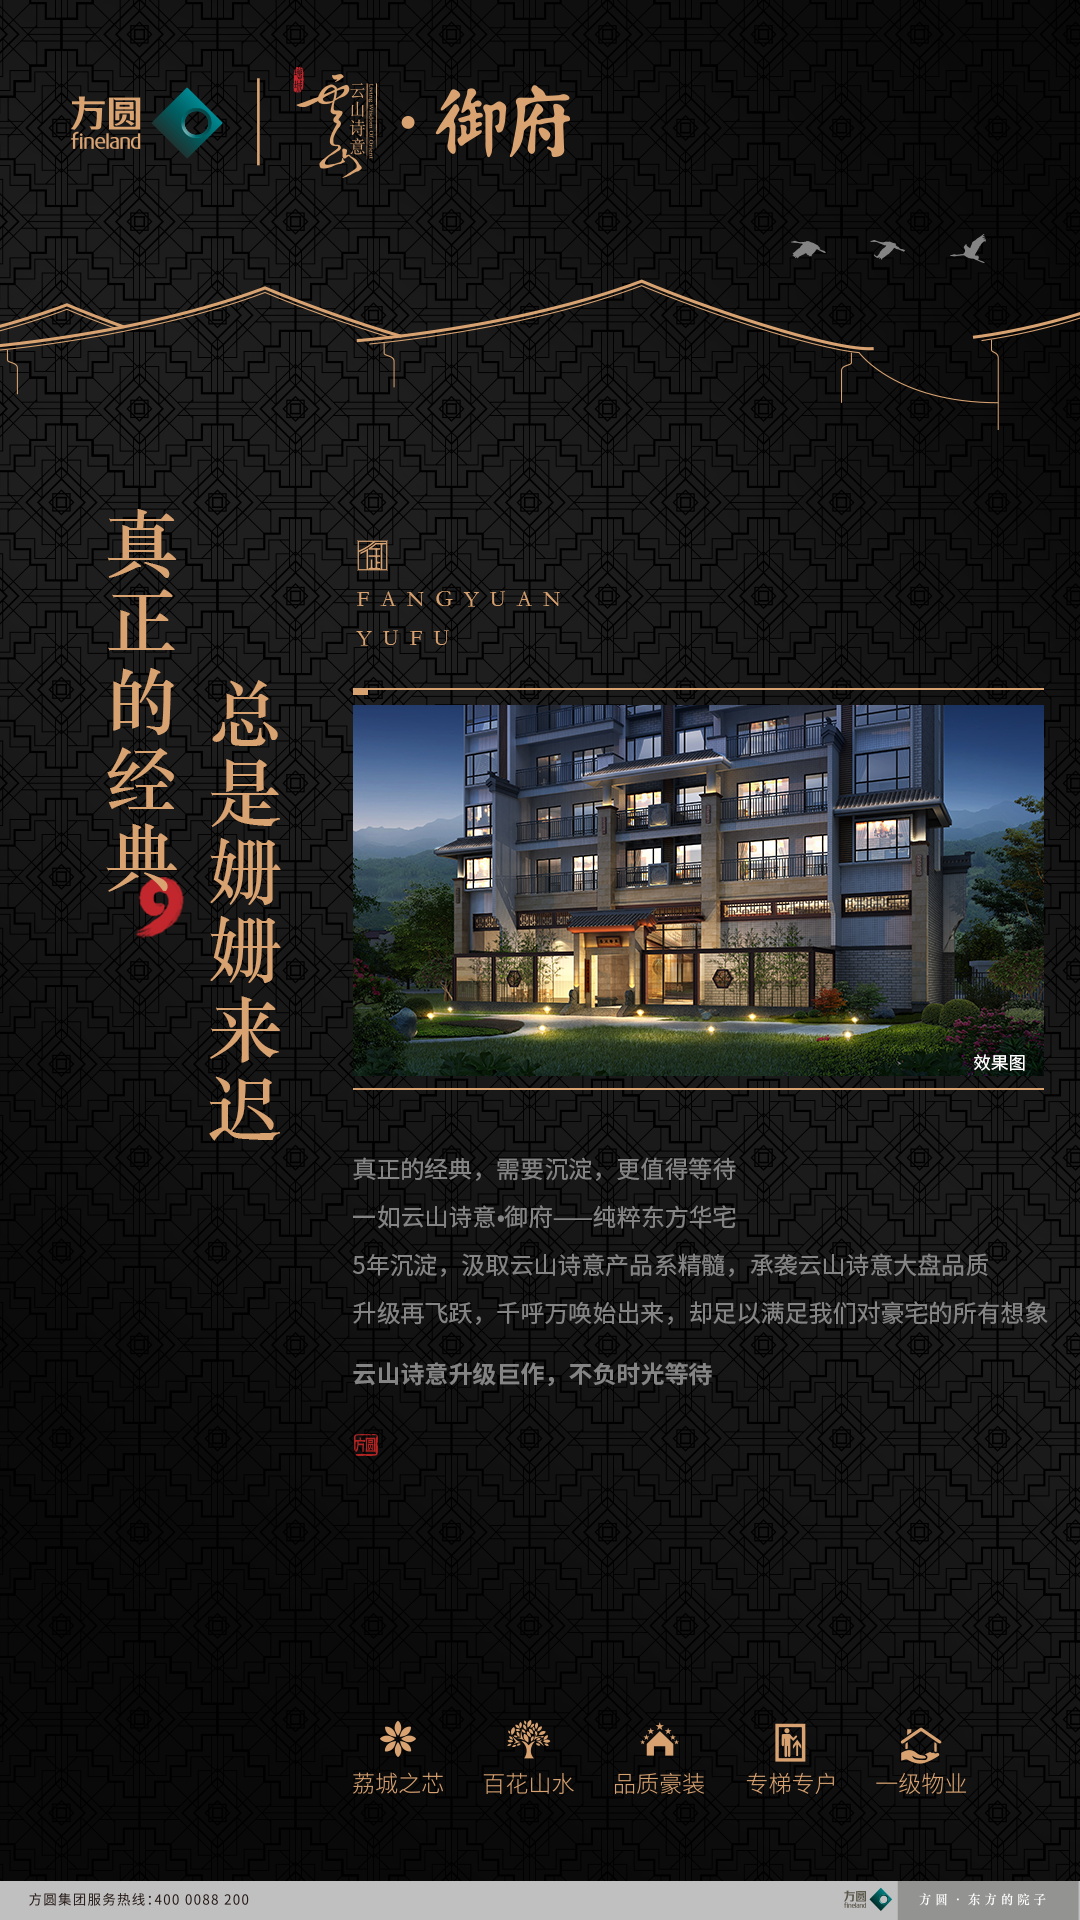 方圆
fineland
云山
云山诗意
Living Wisdom Of Orient
·御府
真正的经典，
总是姗姗来迟
御
FANGYUAN
YUFU
效果图
真正的经典，需要沉淀，更值得等待
一如云山诗意•御府——纯粹东方华宅
5年沉淀，汲取云山诗意产品系精髓，承袭云山诗意大盘品质
升级再飞跃，千呼万唤始出来，却足以满足我们对豪宅的所有想象
云山诗意升级巨作，不负时光等待
方圆
荔城之芯 百花山水 品质豪装 专梯专户 一级物业
方圆集团服务热线：400 0088 200
方圆
fineland
方圆·东方的院子